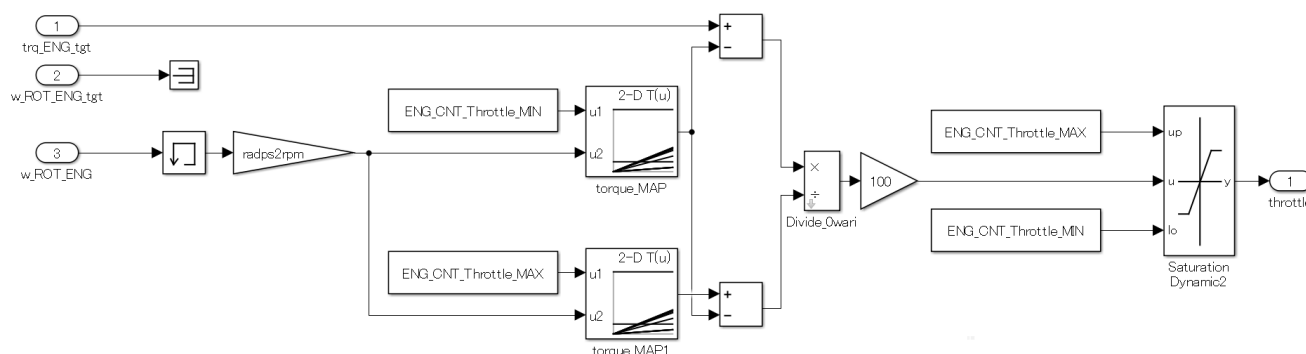 1
trq_ENG_tgt
2
w_ROT_ENG_tgt
3
w_ROT_ENG
radps2rpm
ENG_CNT_Throttle_MIN
2-D T(u)
u1
u2
torque_MAP
ENG_CNT_Throttle_MAX
2-D T(u)
u1
u2
torque_MAP1
+
−
+
−
×
÷
Divide_0wari
100
ENG_CNT_Throttle_MAX
ENG_CNT_Throttle_MIN
up
u
y
lo
Saturation
Dynamic2
1
throttle